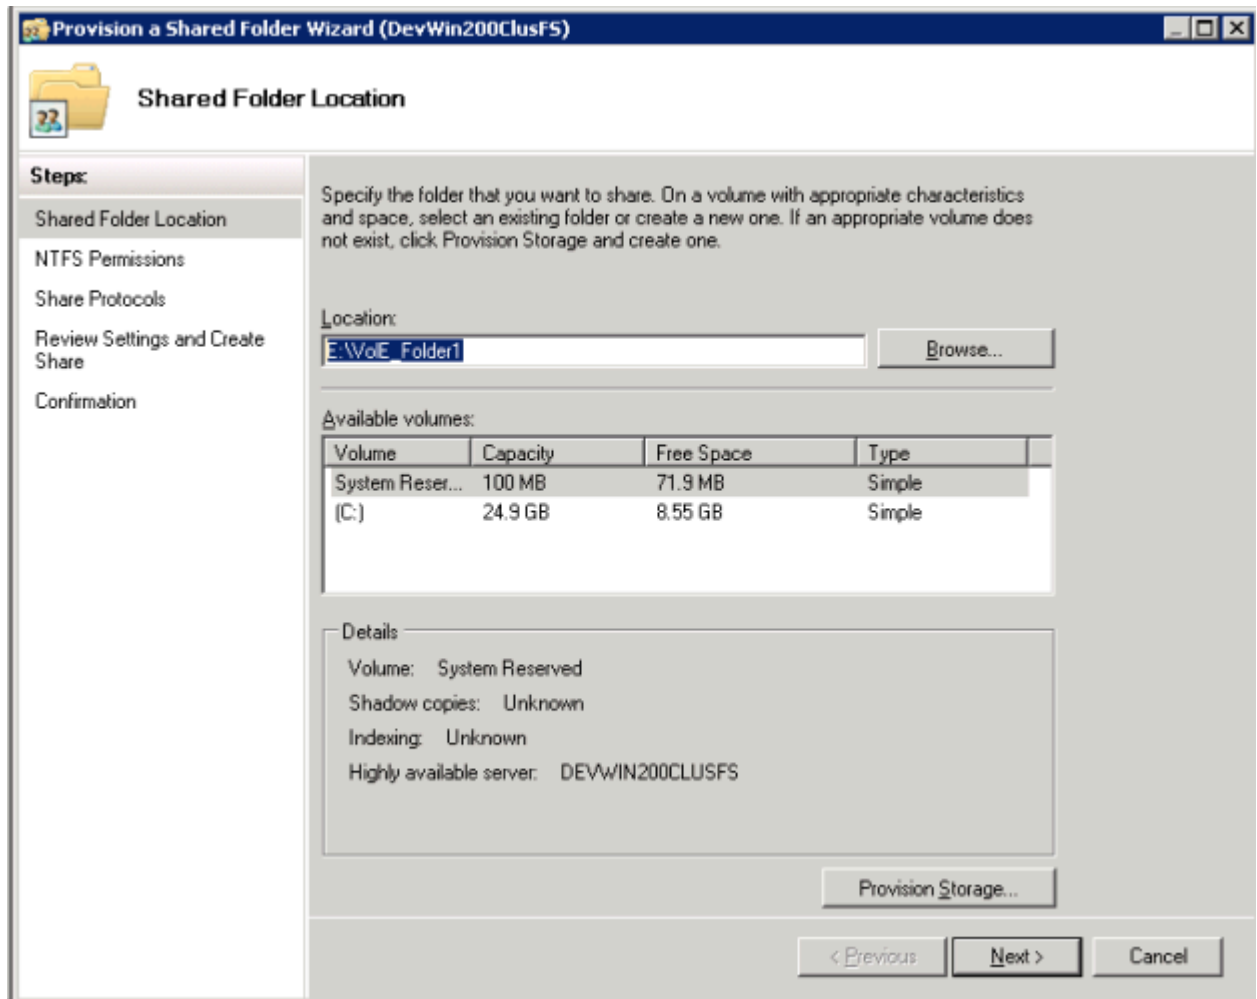 Provision a Shared Folder Wizard (DevWin200ClusFS)
Shared Folder Location
Steps:
Shared Folder Location
NTFS Permissions
Share Protocols
Review Settings and Create
Share
Confirmation
Specify the folder that you want to share. On a volume with appropriate characteristics
and space, select an existing folder or create a new one. If an appropriate volume does
not exist, click Provision Storage and create one.
Location:
E:\VolE_Folder1
Browse...
Available volumes:
Volume Capacity Free Space Type
System Reser... 100 MB 71.9 MB Simple
(C:) 24.9 GB 8.55 GB Simple
Details
Volume: System Reserved
Shadow copies: Unknown
Indexing: Unknown
Highly available server: DEVWIN200CLUSFS
Provision Storage...
< Previous Next > Cancel